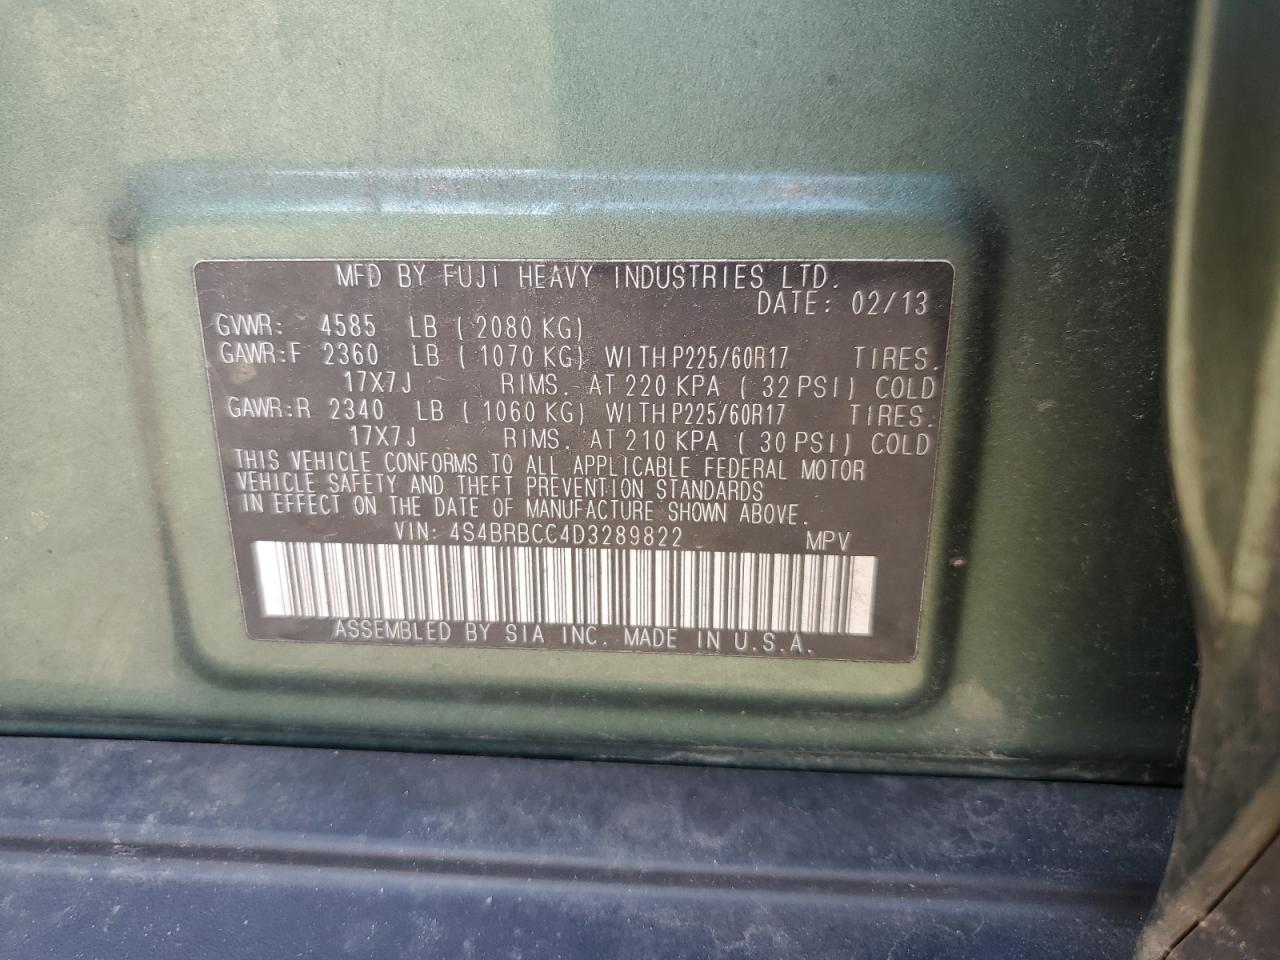 MFD BY FUJI HEAVY INDUSTRIES LTD.
DATE: 02/13
GVWR: 4585 LB ( 2080 KG)
GAWR:F 2360 LB ( 1070 KG) WITH P225/60R17 TIRES.
17X7J RIMS. AT 220 KPA ( 32 PSI) COLD
GAWR:R 2340 LB ( 1060 KG) WITH P225/60R17 TIRES.
17X7J RIMS. AT 210 KPA ( 30 PSI) COLD
THIS VEHICLE CONFORMS TO ALL APPLICABLE FEDERAL MOTOR
VEHICLE SAFETY AND THEFT PREVENTION STANDARDS
IN EFFECT ON THE DATE OF MANUFACTURE SHOWN ABOVE.
VIN: 4S4BRBCC4D3289822 MPV
ASSEMBLED BY SIA INC. MADE IN U.S.A.